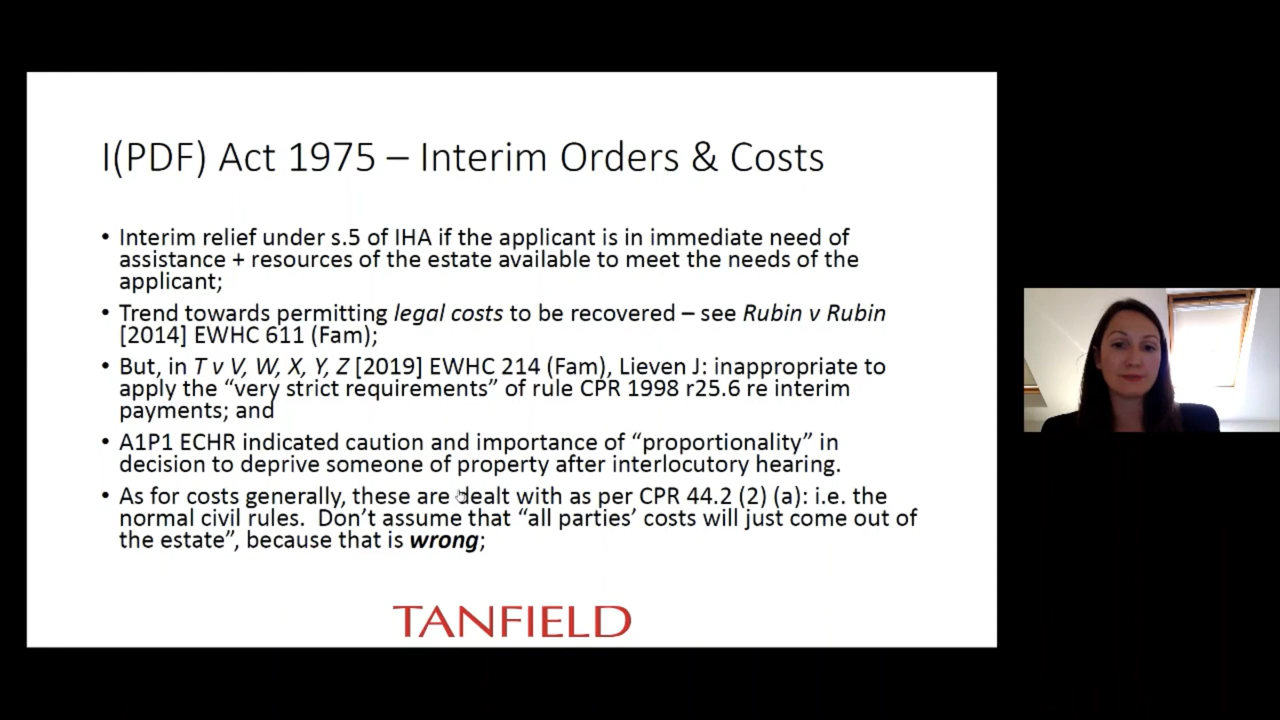 I(PDF) Act 1975 – Interim Orders & Costs
• Interim relief under s.5 of IHA if the applicant is in immediate need of
assistance + resources of the estate available to meet the needs of the
applicant;
• Trend towards permitting legal costs to be recovered – see Rubin v Rubin
[2014] EWHC 611 (Fam);
• But, in T v V, W, X, Y, Z [2019] EWHC 214 (Fam), Lieven J: inappropriate to
apply the “very strict requirements” of rule CPR 1998 r25.6 re interim
payments; and
• A1P1 ECHR indicated caution and importance of “proportionality” in
decision to deprive someone of property after interlocutory hearing.
• As for costs generally, these are dealt with as per CPR 44.2 (2) (a): i.e. the
normal civil rules.  Don’t assume that “all parties’ costs will just come out of
the estate”, because that is wrong;
TANFIELD